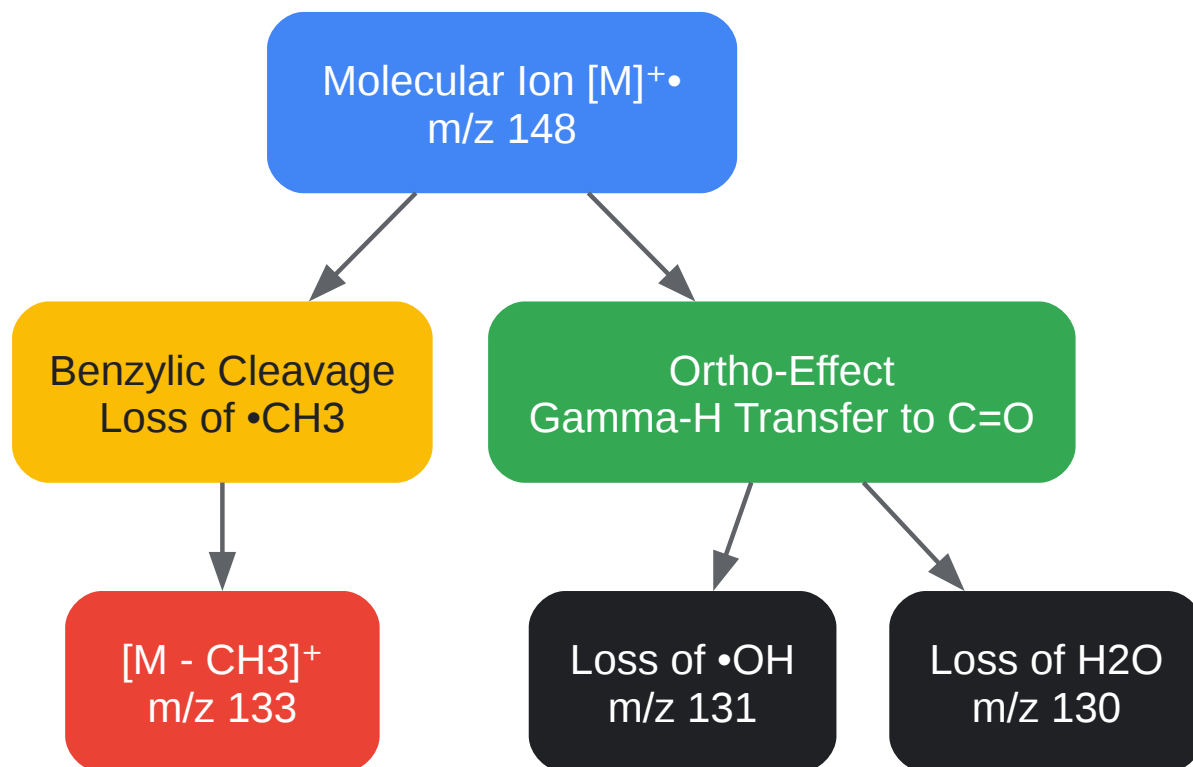 Molecular Ion [M]⁺•
m/z 148
Benzylic Cleavage
Loss of •CH3
Ortho-Effect
Gamma-H Transfer to C=O
[M - CH3]⁺
m/z 133
Loss of •OH
m/z 131
Loss of H2O
m/z 130